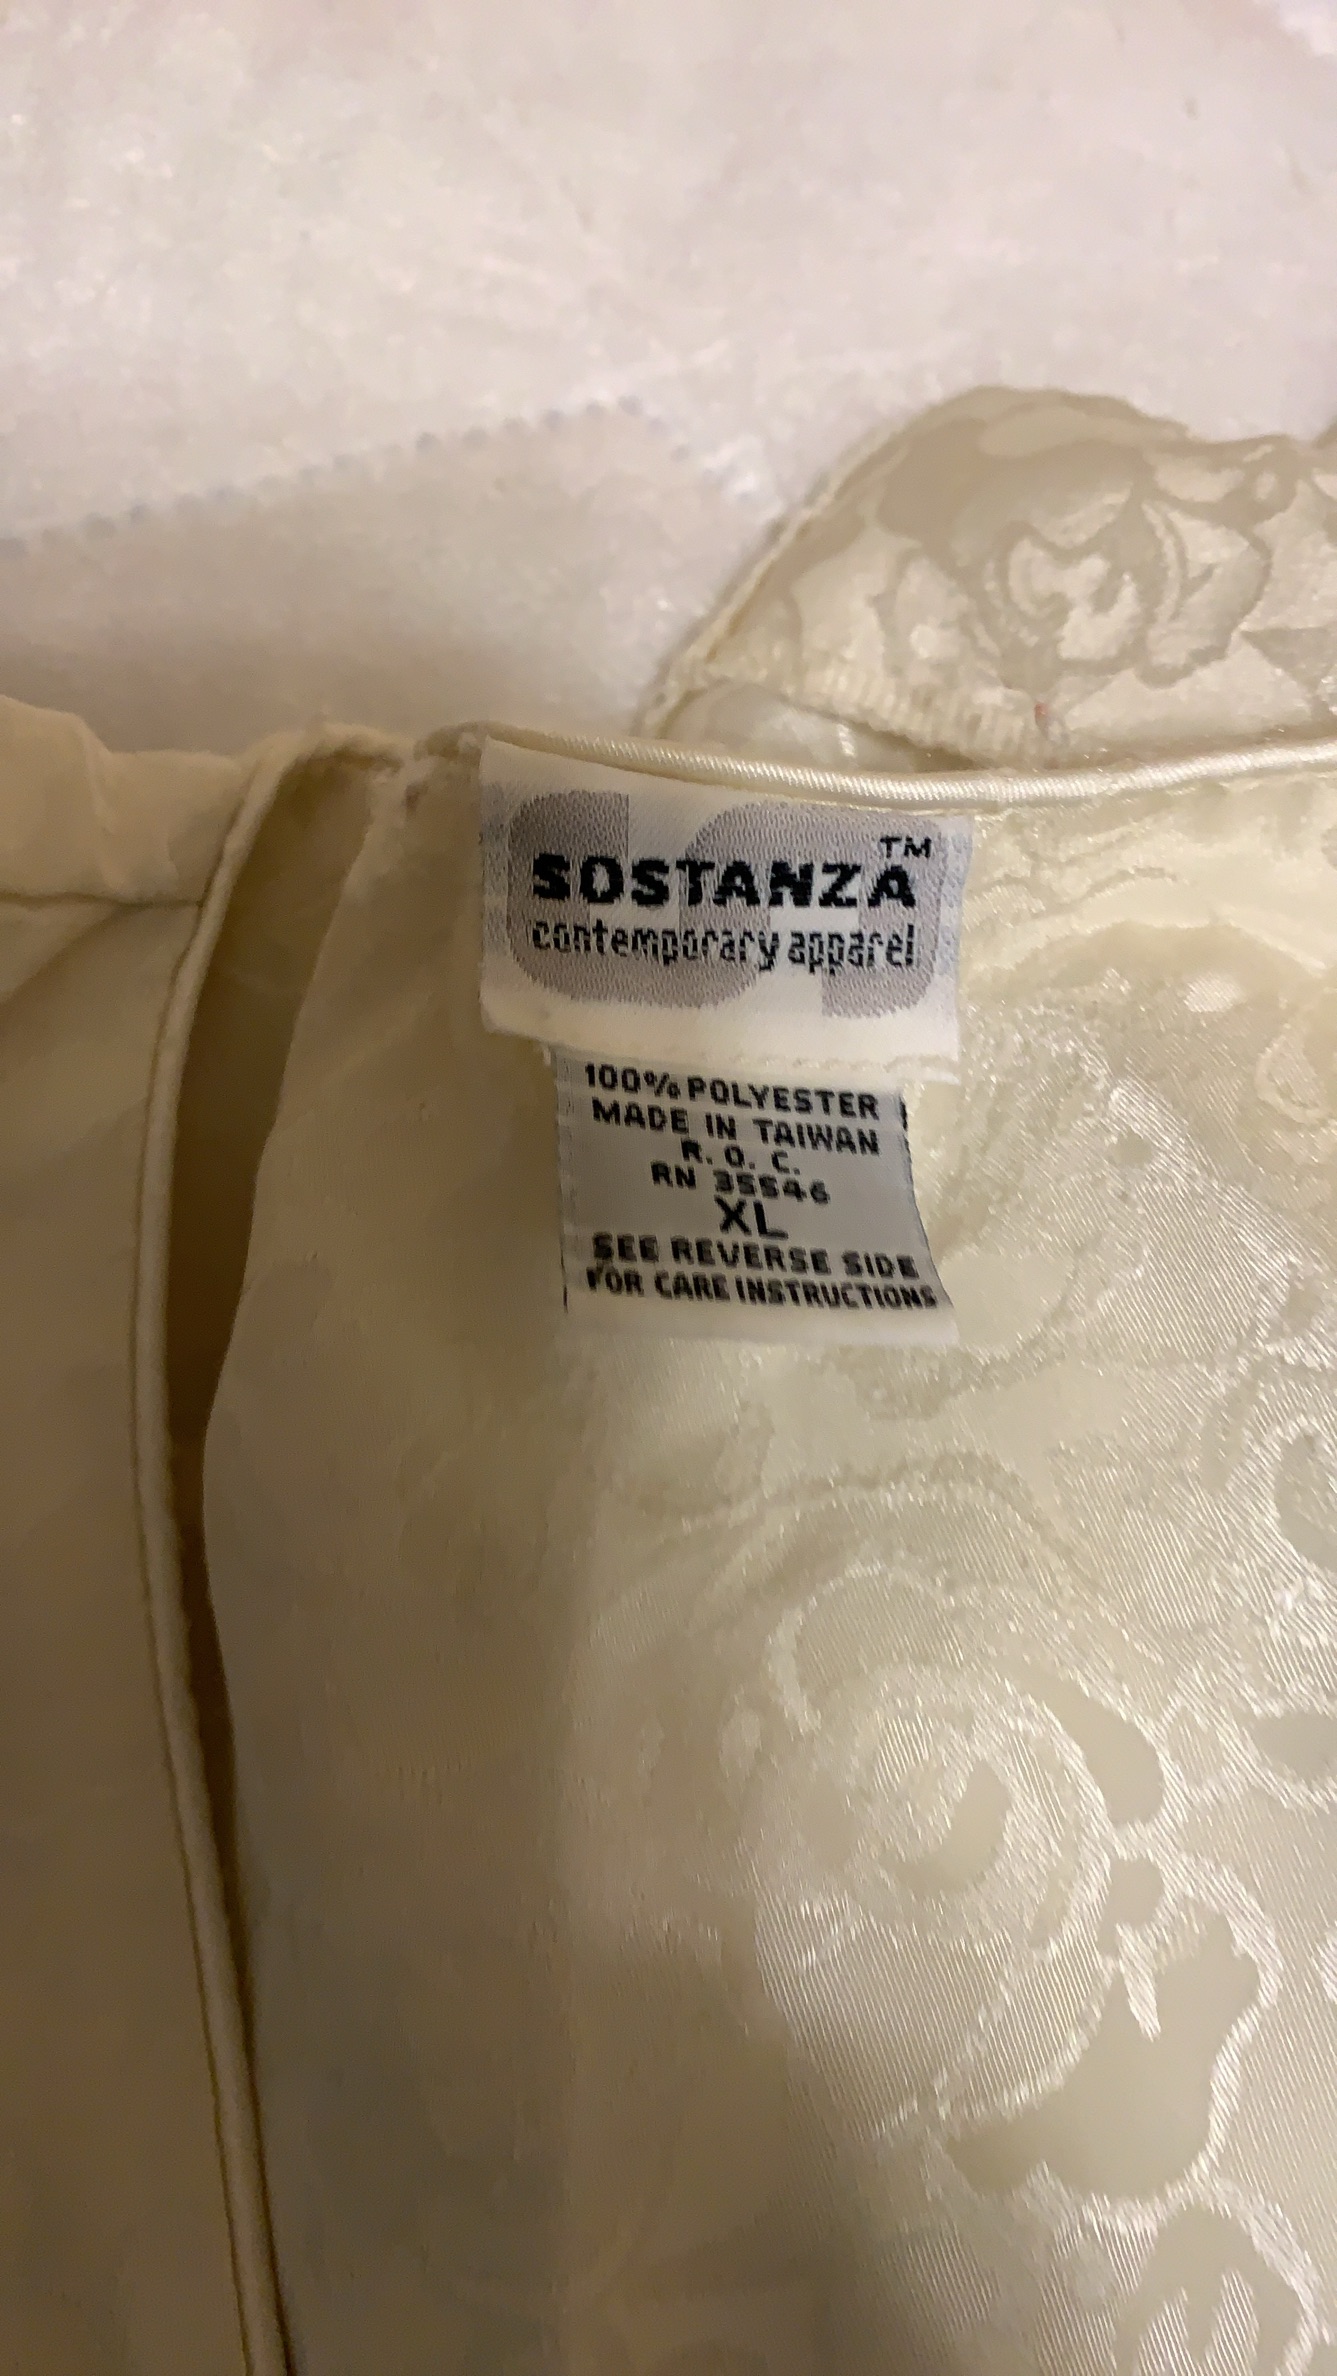 SOSTANZA™
contemporary apparel
100% POLYESTER
MADE IN TAIWAN
R. O. C.
RN 35546
XL
SEE REVERSE SIDE
FOR CARE INSTRUCTIONS